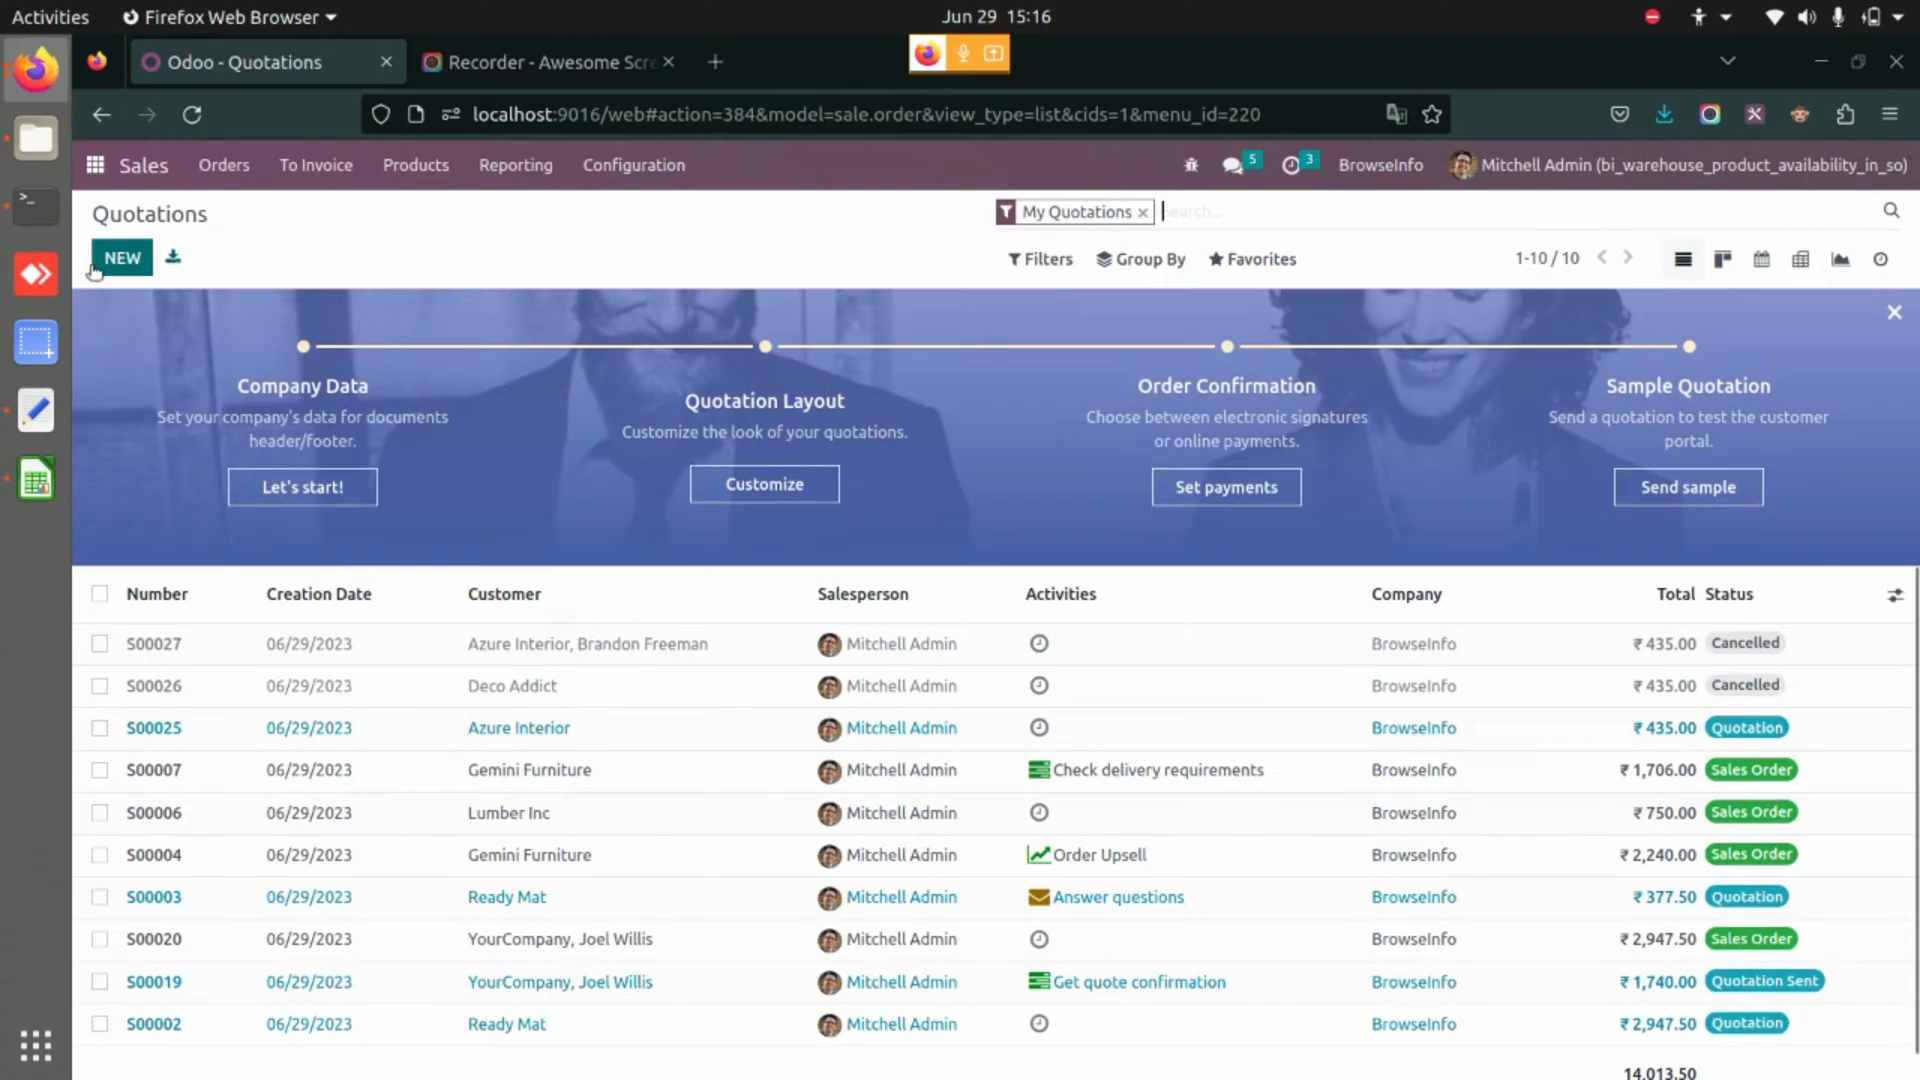 Activities Firefox Web Browser Jun 29 15:16
Odoo - Quotations Recorder - Awesome Scre
localhost:9016/web#action=384&model=sale.order&view_type=list&cids=1&menu_id=220
Sales Orders To Invoice Products Reporting Configuration 5 3 BrowseInfo Mitchell Admin (bi_warehouse_product_availability_in_so)
Quotations My Quotations Search...
NEW Filters Group By Favorites 1-10 / 10
Company Data
Set your company's data for documents
header/footer.
Let's start!
Quotation Layout
Customize the look of your quotations.
Customize
Order Confirmation
Choose between electronic signatures
or online payments.
Set payments
Sample Quotation
Send a quotation to test the customer
portal.
Send sample
Number Creation Date Customer Salesperson Activities Company Total Status
S00027 06/29/2023 Azure Interior, Brandon Freeman Mitchell Admin BrowseInfo ₹ 435.00 Cancelled
S00026 06/29/2023 Deco Addict Mitchell Admin BrowseInfo ₹ 435.00 Cancelled
S00025 06/29/2023 Azure Interior Mitchell Admin BrowseInfo ₹ 435.00 Quotation
S00007 06/29/2023 Gemini Furniture Mitchell Admin Check delivery requirements BrowseInfo ₹ 1,706.00 Sales Order
S00006 06/29/2023 Lumber Inc Mitchell Admin BrowseInfo ₹ 750.00 Sales Order
S00004 06/29/2023 Gemini Furniture Mitchell Admin Order Upsell BrowseInfo ₹ 2,240.00 Sales Order
S00003 06/29/2023 Ready Mat Mitchell Admin Answer questions BrowseInfo ₹ 377.50 Quotation
S00020 06/29/2023 YourCompany, Joel Willis Mitchell Admin BrowseInfo ₹ 2,947.50 Sales Order
S00019 06/29/2023 YourCompany, Joel Willis Mitchell Admin Get quote confirmation BrowseInfo ₹ 1,740.00 Quotation Sent
S00002 06/29/2023 Ready Mat Mitchell Admin BrowseInfo ₹ 2,947.50 Quotation
14,013.50